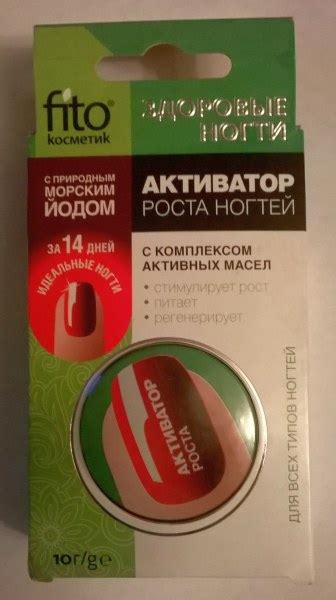 fito®
косметик
ЗДОРОВЫЕ
НОГТИ
С ПРИРОДНЫМ
МОРСКИМ
ЙОДОМ
ЗА 14 ДНЕЙ
ИДЕАЛЬНЫЕ НОГТИ
АКТИВАТОР
РОСТА НОГТЕЙ
С КОМПЛЕКСОМ
АКТИВНЫХ МАСЕЛ
• стимулирует рост
• питает
• регенерирует
АКТИВАТОР
РОСТА
ДЛЯ ВСЕХ ТИПОВ НОГТЕЙ
10г/g e